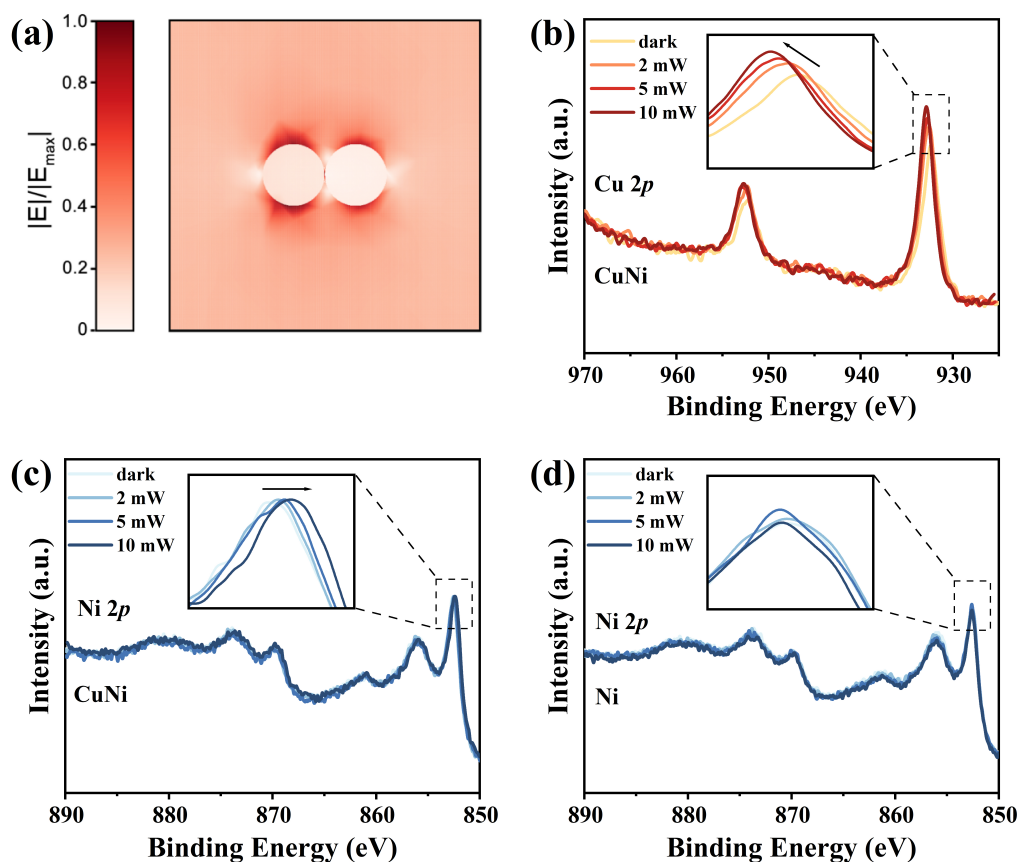 (a)
|E|/|E_max|
1.0
0.8
0.6
0.4
0.2
0
(b)
dark
2 mW
5 mW
10 mW
Cu 2p
CuNi
Intensity (a.u.)
970
960
950
940
930
Binding Energy (eV)
(c)
dark
2 mW
5 mW
10 mW
Ni 2p
CuNi
Intensity (a.u.)
890
880
870
860
850
Binding Energy (eV)
(d)
dark
2 mW
5 mW
10 mW
Ni 2p
Ni
Intensity (a.u.)
890
880
870
860
850
Binding Energy (eV)